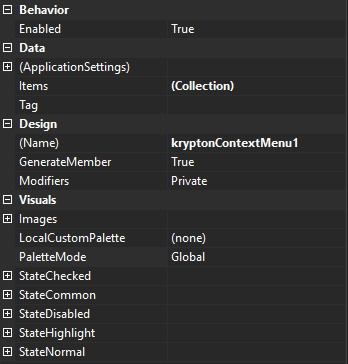 Behavior
Enabled True
Data
(ApplicationSettings)
Items (Collection)
Tag
Design
(Name) kryptonContextMenu1
GenerateMember True
Modifiers Private
Visuals
Images
LocalCustomPalette (none)
PaletteMode Global
StateChecked
StateCommon
StateDisabled
StateHighlight
StateNormal